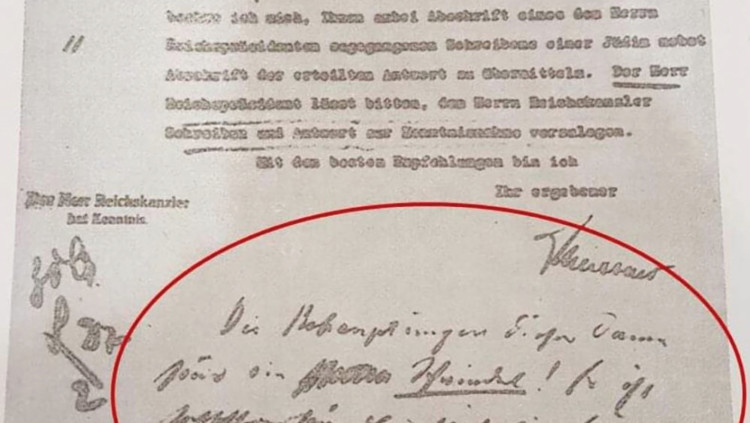 beehre ich mich, Ihnen anbei Abschrift eines dem Herrn
Reichspräsidenten zugegangenen Schreibens einer Jüdin nebst
Abschrift der erteilten Antwort zu übermitteln. Der Herr
Reichspräsident lässt bitten, dem Herrn Reichskanzler
Schreiben und Antwort zur Kenntnisnahme vorzulegen.
Mit den besten Empfehlungen bin ich
Ihr ergebener
Der Herr Reichskanzler
hat Kenntnis.
Die Behauptungen dieser Dame
sind ein Schwindel! Es ist